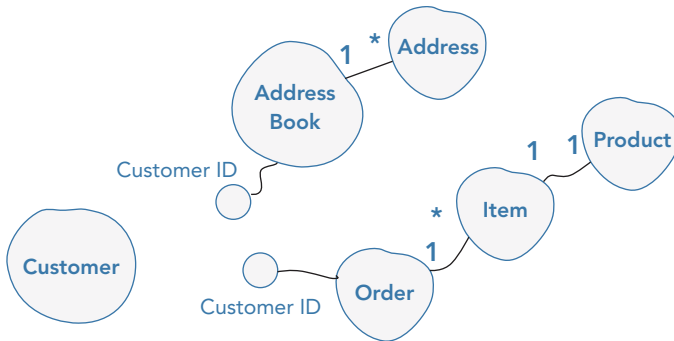 1
*
Address
Address
Book
Customer ID
1
1
Product
*
Item
1
Customer
Order
Customer ID